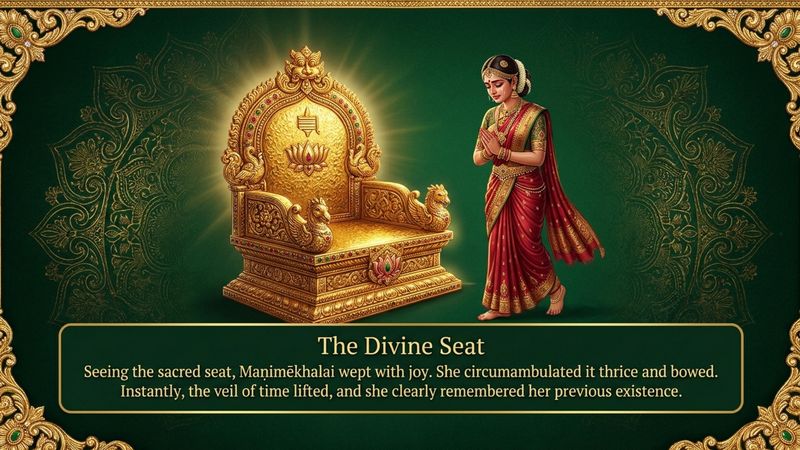 The Divine Seat
Seeing the sacred seat, Maṇimēkhalai wept with joy. She circumambulated it thrice and bowed.
Instantly, the veil of time lifted, and she clearly remembered her previous existence.